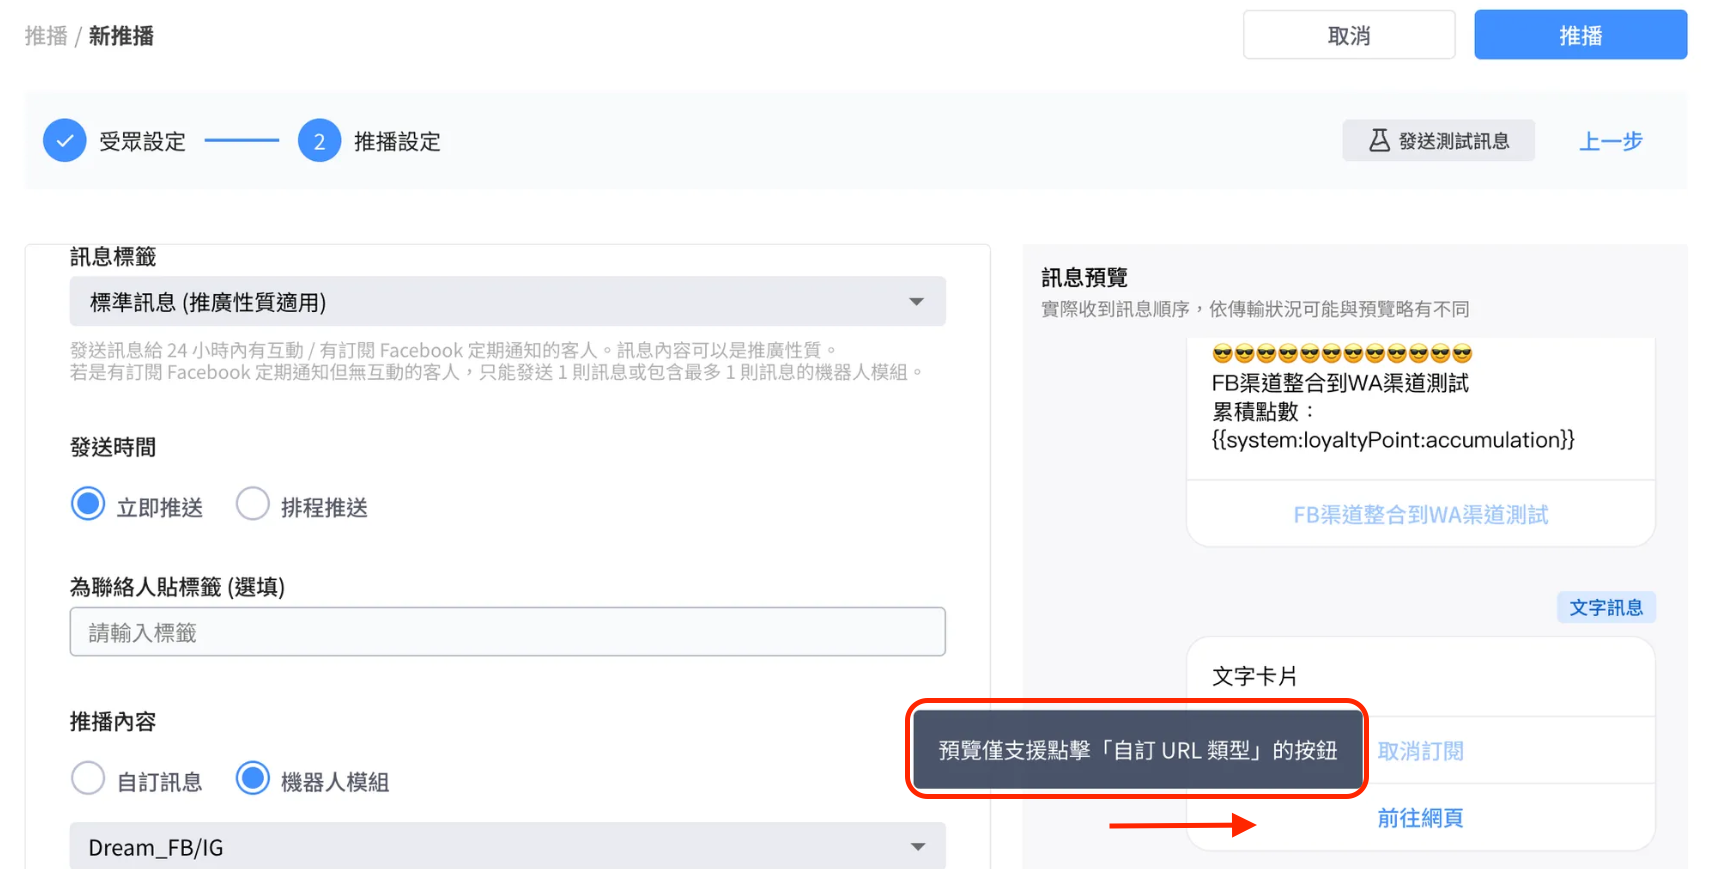 推播 / 新推播
取消
推播
受眾設定
2
推播設定
發送測試訊息
上一步
訊息標籤
標準訊息 (推廣性質適用)
發送訊息給 24 小時內有互動 / 有訂閱 Facebook 定期通知的客人。訊息內容可以是推廣性質。
若是有訂閱 Facebook 定期通知但無互動的客人，只能發送 1 則訊息或包含最多 1 則訊息的機器人模組。
發送時間
立即推送
排程推送
為聯絡人貼標籤 (選填)
請輸入標籤
推播內容
自訂訊息
機器人模組
Dream_FB/IG
訊息預覽
實際收到訊息順序，依傳輸狀況可能與預覽略有不同
😎😎😎😎😎😎😎😎😎😎😎😎
FB渠道整合到WA渠道測試
累積點數：
{{system:loyaltyPoint:accumulation}}
FB渠道整合到WA渠道測試
文字訊息
文字卡片
預覽僅支援點擊「自訂 URL 類型」的按鈕
取消訂閱
前往網頁